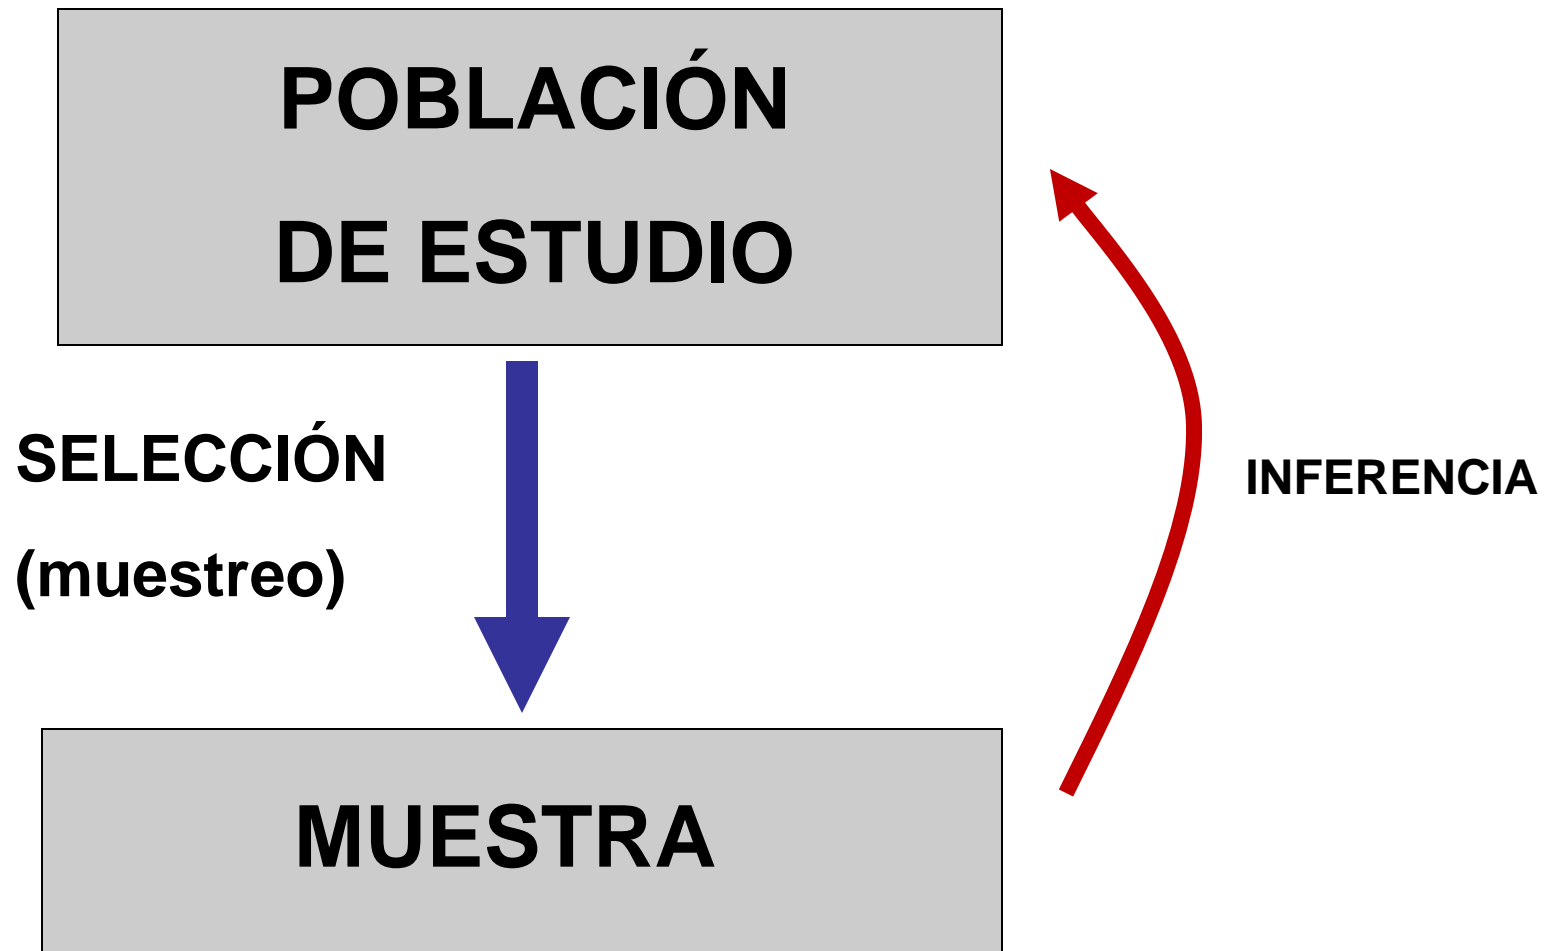 POBLACIÓN
DE ESTUDIO
SELECCIÓN
(muestreo)
INFERENCIA
MUESTRA